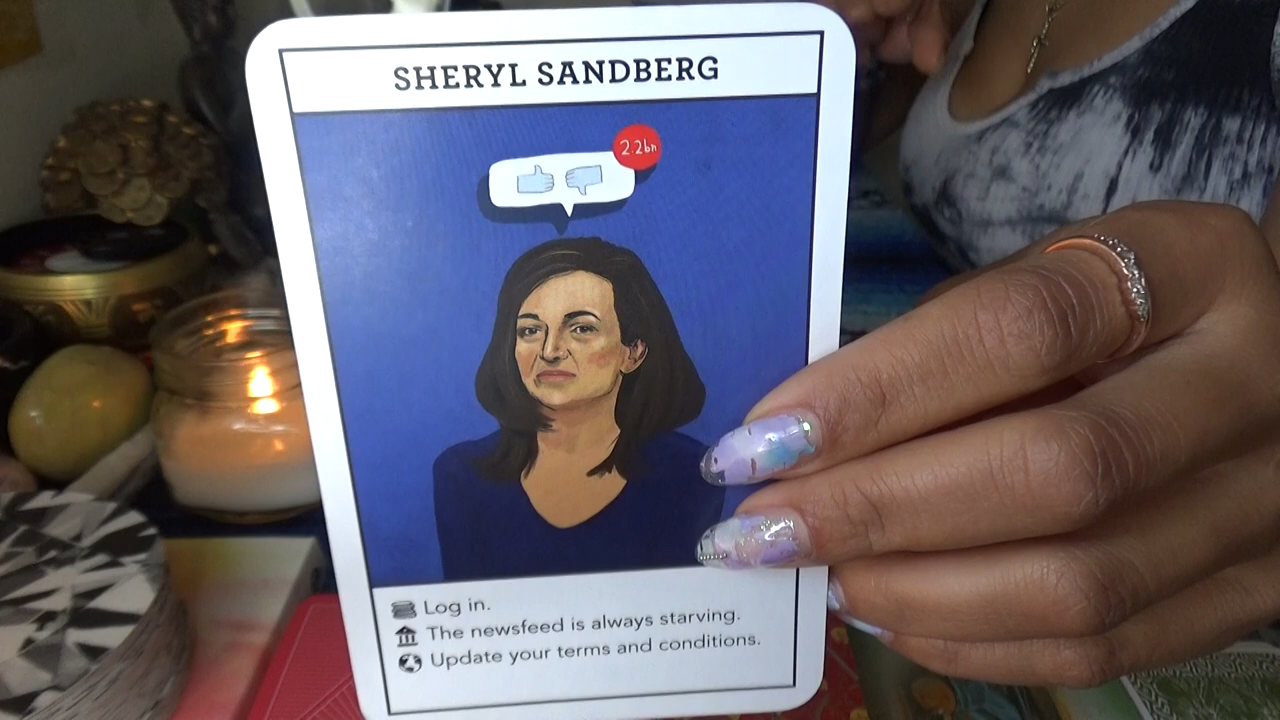 SHERYL SANDBERG
2.2bn
Log in.
The newsfeed is always starving.
Update your terms and conditions.